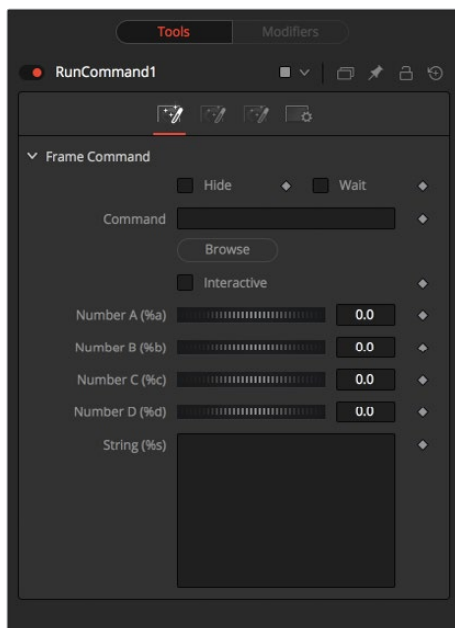 Tools Modifiers
RunCommand1
Frame Command
Hide Wait
Command
Browse
Interactive
Number A (%a) 0.0
Number B (%b) 0.0
Number C (%c) 0.0
Number D (%d) 0.0
String (%s)